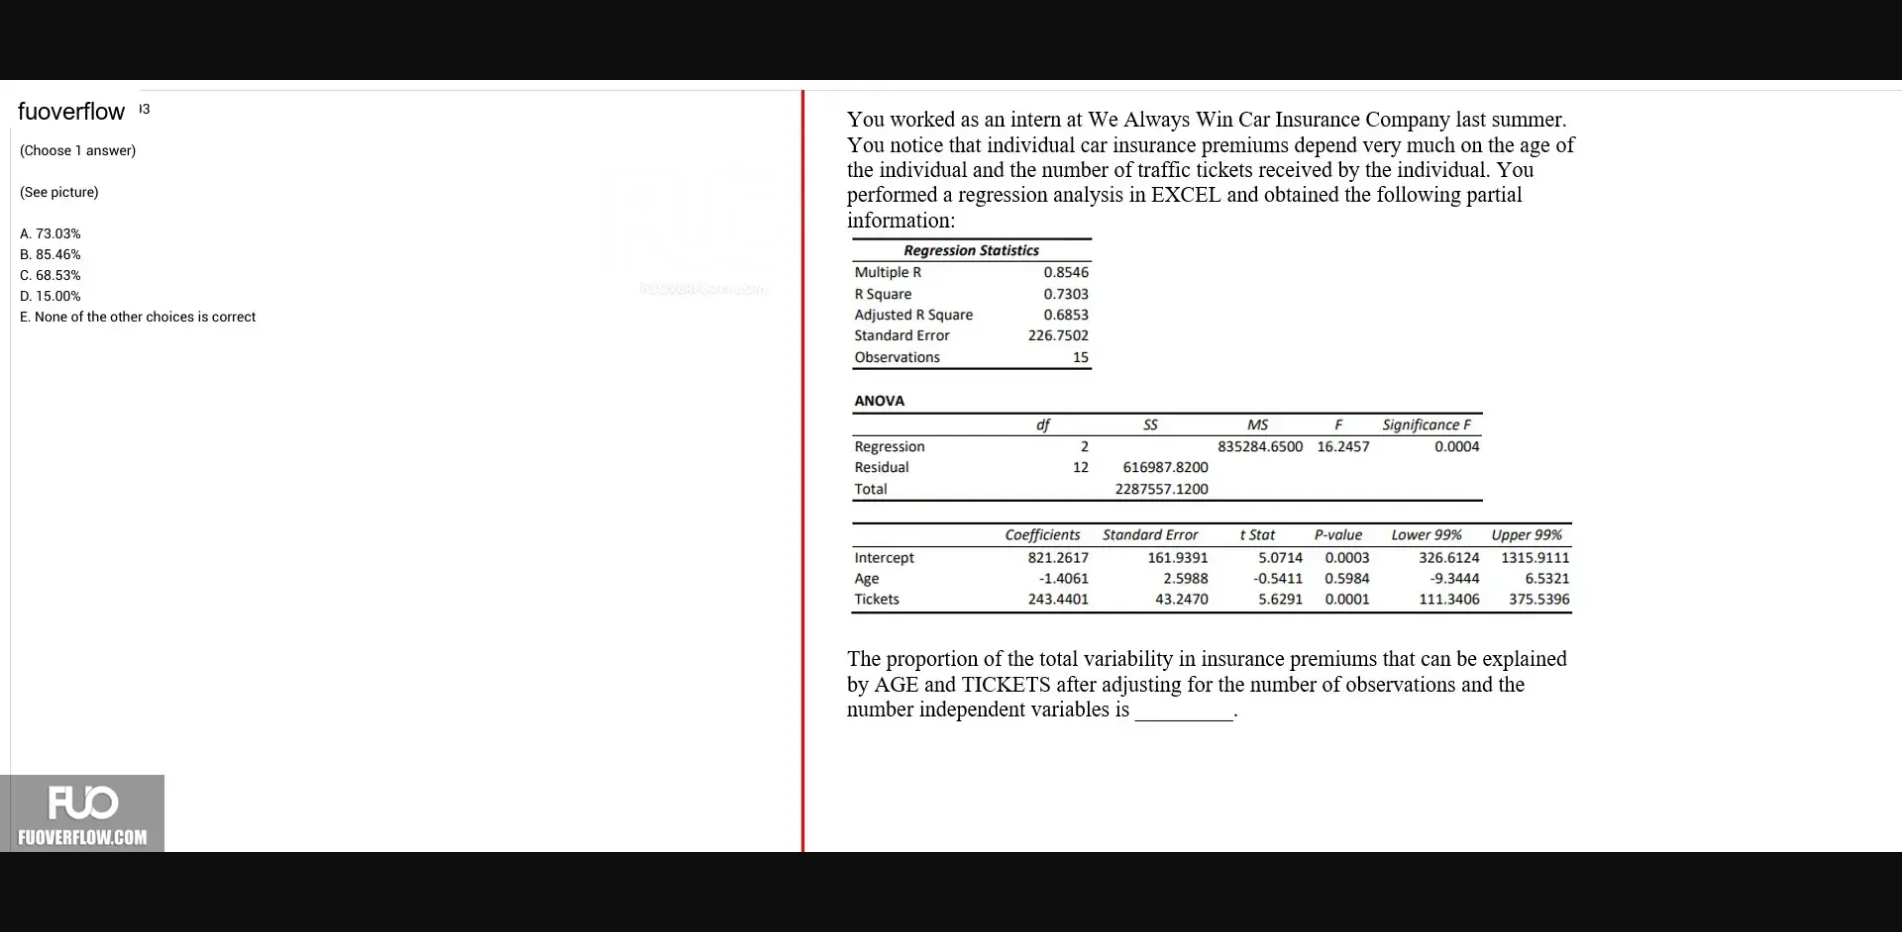 fuoverflow
(Choose 1 answer)
(See picture)
A. 73.03%
B. 85.46%
C. 68.53%
D. 15.00%
E. None of the other choices is correct
FUOVERFLOW.COM
FUO
FUOVERFLOW.COM
You worked as an intern at We Always Win Car Insurance Company last summer.
You notice that individual car insurance premiums depend very much on the age of
the individual and the number of traffic tickets received by the individual. You
performed a regression analysis in EXCEL and obtained the following partial
information:
Regression Statistics
Multiple R 0.8546
R Square 0.7303
Adjusted R Square 0.6853
Standard Error 226.7502
Observations 15
ANOVA
df SS MS F Significance F
Regression 2 835284.6500 16.2457 0.0004
Residual 12 616987.8200
Total 2287557.1200
Coefficients Standard Error t Stat P-value Lower 99% Upper 99%
Intercept 821.2617 161.9391 5.0714 0.0003 326.6124 1315.9111
Age -1.4061 2.5988 -0.5411 0.5984 -9.3444 6.5321
Tickets 243.4401 43.2470 5.6291 0.0001 111.3406 375.5396
The proportion of the total variability in insurance premiums that can be explained
by AGE and TICKETS after adjusting for the number of observations and the
number independent variables is _________.